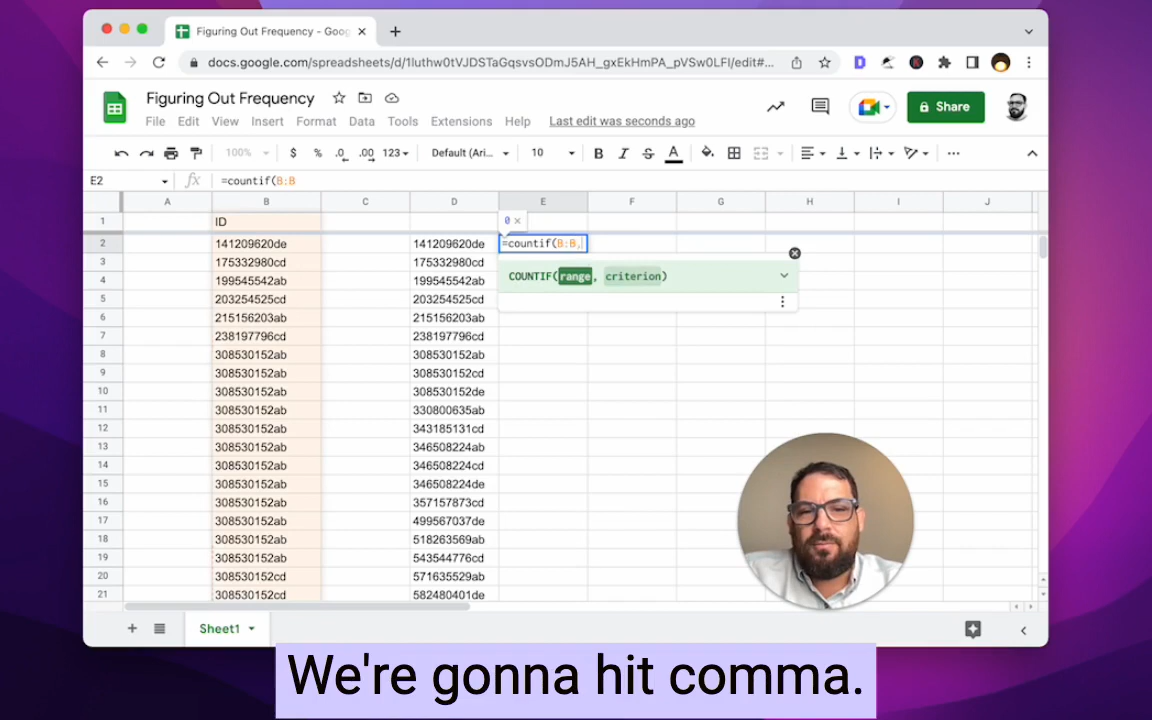 Figuring Out Frequency - Goog
docs.google.com/spreadsheets/d/1luthw0tVJDSTaGqsvsODmJ5AH_gxEkHmPA_pVSw0LFI/edit#...
Figuring Out Frequency
File Edit View Insert Format Data Tools Extensions Help Last edit was seconds ago
Share
100% $ % .0 .00 123 Default (Ari... 10 B I S A
E2 fx =countif(B:B
A B C D E F G H I J
1 ID
0 ×
2 141209620de 141209620de =countif(B:B,
3 175332980cd 175332980cd
COUNTIF(range, criterion)
4 199545542ab 199545542ab
5 203254525cd 203254525cd
6 215156203ab 215156203ab
7 238197796cd 238197796cd
8 308530152ab 308530152ab
9 308530152ab 308530152cd
10 308530152ab 308530152de
11 308530152ab 330800635ab
12 308530152ab 343185131cd
13 308530152ab 346508224ab
14 308530152ab 346508224cd
15 308530152ab 346508224de
16 308530152ab 357157873cd
17 308530152ab 499567037de
18 308530152ab 518263569ab
19 308530152ab 543544776cd
20 308530152cd 571635529ab
21 308530152cd 582480401de
Sheet1
We're gonna hit comma.